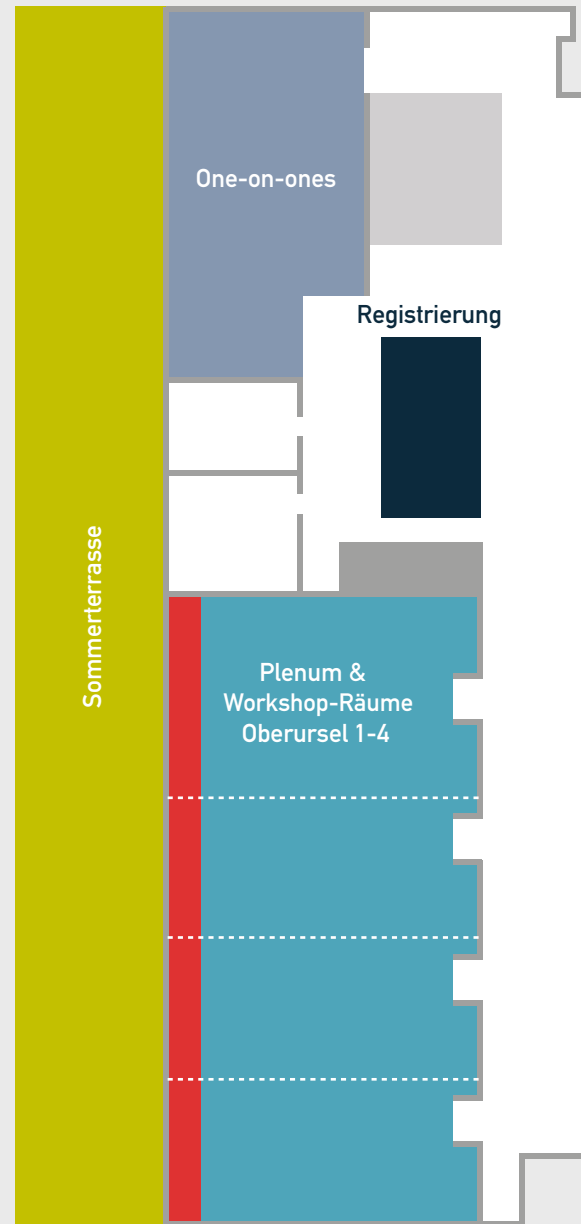 One-on-ones
Registrierung
Sommerterrasse
Plenum &
Workshop-Räume
Oberursel 1-4